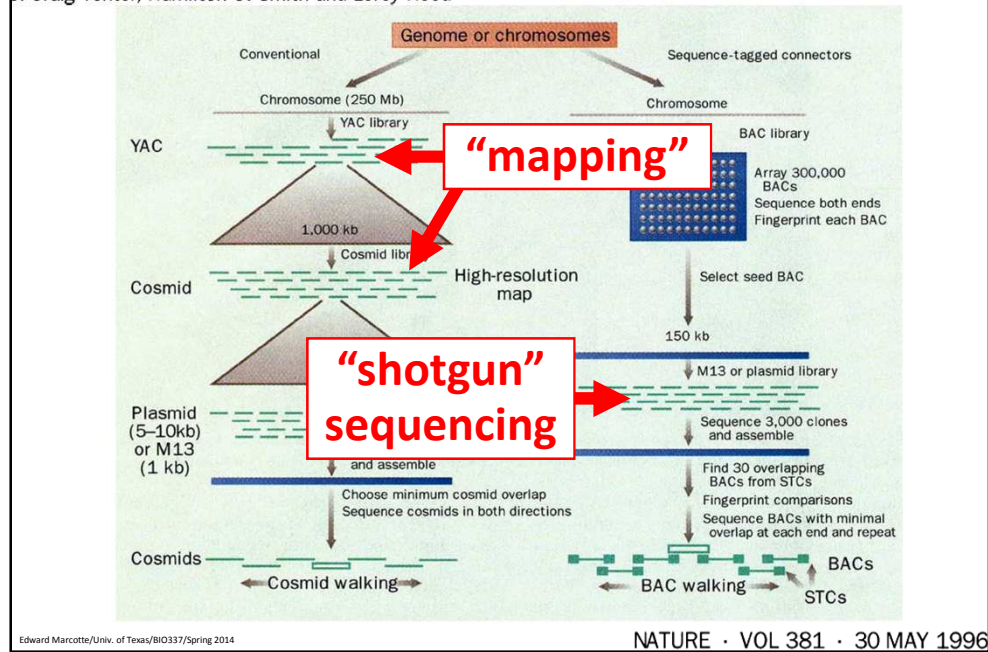 Genome or chromosomes
Conventional
Sequence-tagged connectors
Chromosome (250 Mb)
YAC library
YAC
Chromosome
BAC library
"mapping"
Array 300,000
BACs
Sequence both ends
Fingerprint each BAC
1,000 kb
Cosmid
Cosmid
High-resolution
map
Select seed BAC
150 kb
"shotgun"
sequencing
M13 or plasmid library
Plasmid
(5–10kb)
or M13
(1 kb)
Sequence 3,000 clones
and assemble
and assemble
Choose minimum cosmid overlap
Sequence cosmids in both directions
Find 30 overlapping
BACs from STCs
Fingerprint comparisons
Sequence BACs with minimal
overlap at each end and repeat
Cosmids
Cosmid walking
BAC walking
BACs
STCs
Edward Marcotte/Univ. of Texas/BIO337/Spring 2014
NATURE · VOL 381 · 30 MAY 1996